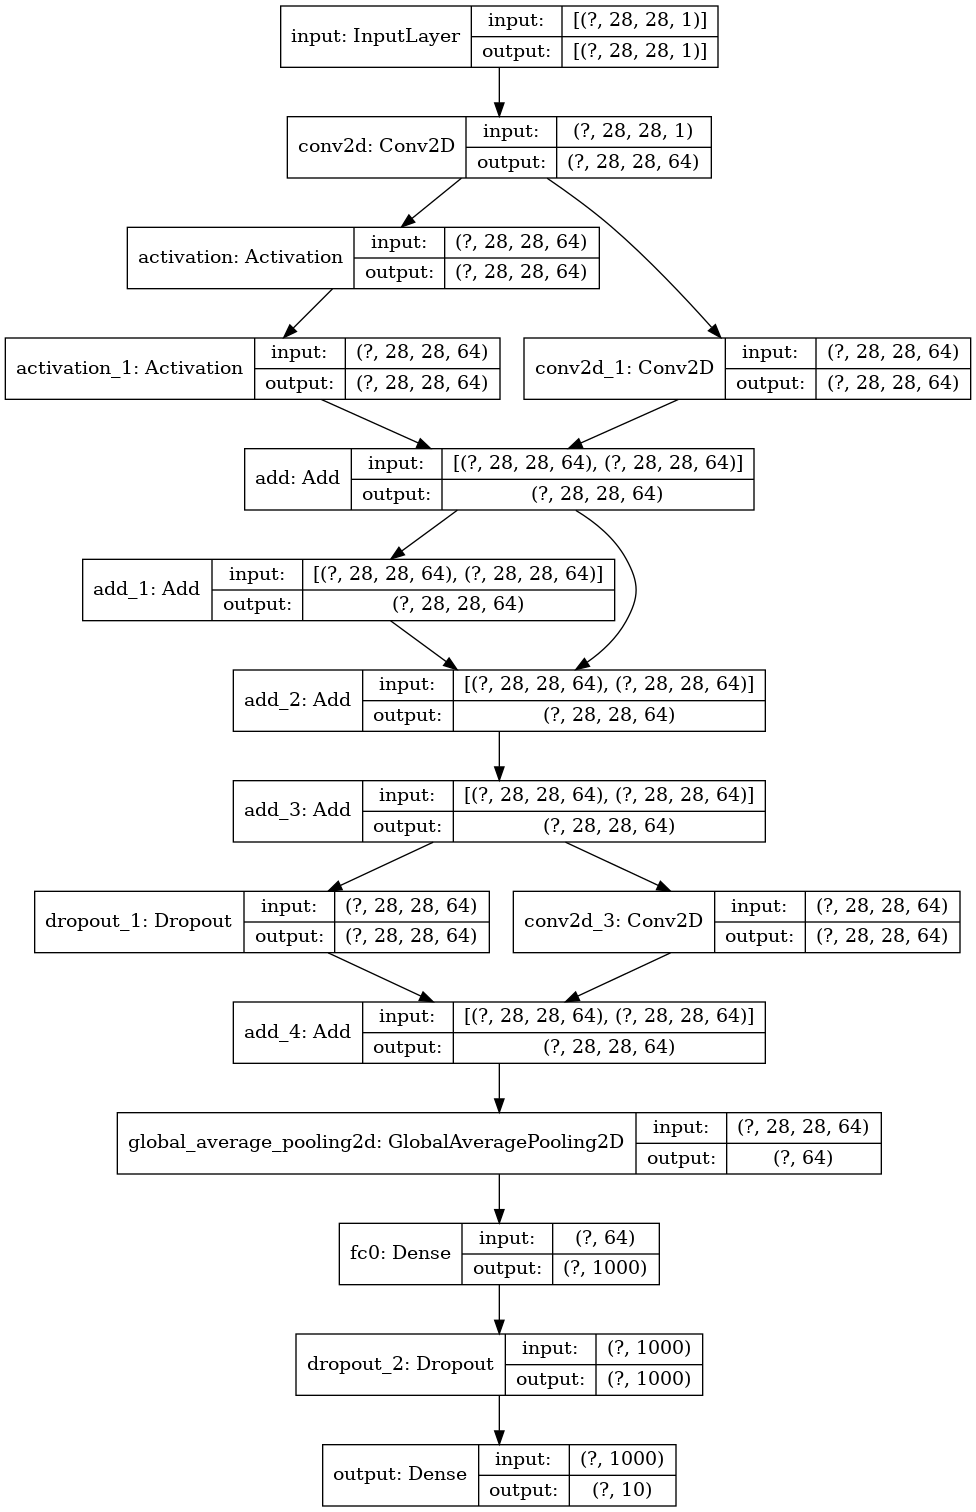 input: InputLayer
input:
[(?, 28, 28, 1)]
output:
[(?, 28, 28, 1)]
conv2d: Conv2D
input:
(?, 28, 28, 1)
output:
(?, 28, 28, 64)
activation: Activation
input:
(?, 28, 28, 64)
output:
(?, 28, 28, 64)
activation_1: Activation
input:
(?, 28, 28, 64)
output:
(?, 28, 28, 64)
conv2d_1: Conv2D
input:
(?, 28, 28, 64)
output:
(?, 28, 28, 64)
add: Add
input:
[(?, 28, 28, 64), (?, 28, 28, 64)]
output:
(?, 28, 28, 64)
add_1: Add
input:
[(?, 28, 28, 64), (?, 28, 28, 64)]
output:
(?, 28, 28, 64)
add_2: Add
input:
[(?, 28, 28, 64), (?, 28, 28, 64)]
output:
(?, 28, 28, 64)
add_3: Add
input:
[(?, 28, 28, 64), (?, 28, 28, 64)]
output:
(?, 28, 28, 64)
dropout_1: Dropout
input:
(?, 28, 28, 64)
output:
(?, 28, 28, 64)
conv2d_3: Conv2D
input:
(?, 28, 28, 64)
output:
(?, 28, 28, 64)
add_4: Add
input:
[(?, 28, 28, 64), (?, 28, 28, 64)]
output:
(?, 28, 28, 64)
global_average_pooling2d: GlobalAveragePooling2D
input:
(?, 28, 28, 64)
output:
(?, 64)
fc0: Dense
input:
(?, 64)
output:
(?, 1000)
dropout_2: Dropout
input:
(?, 1000)
output:
(?, 1000)
output: Dense
input:
(?, 1000)
output:
(?, 10)